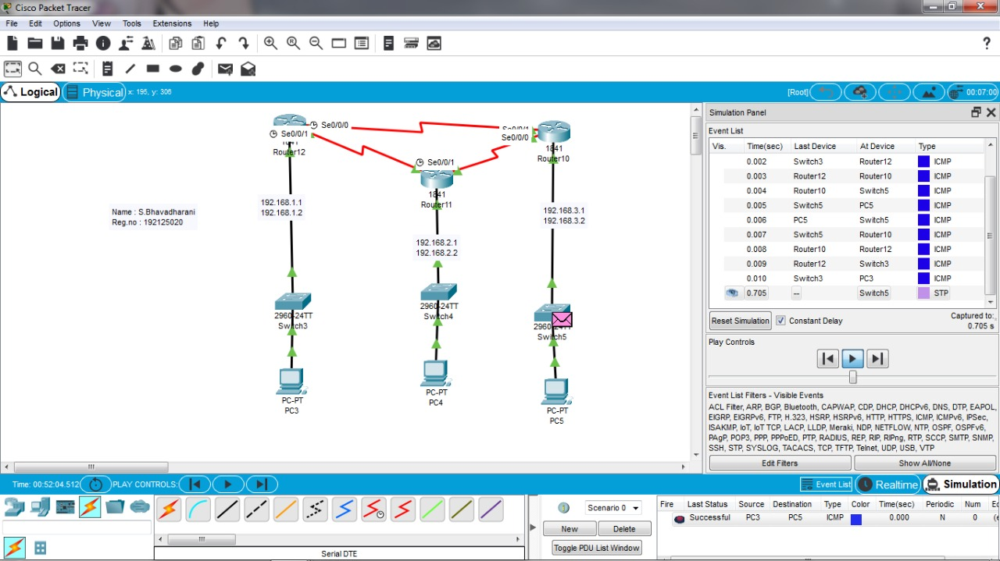 Cisco Packet Tracer
File Edit Options View Tools Extensions Help
?
Logical Physical x: 195, y: 306 [Root] 00:07:00
Se0/0/0
Se0/0/1
Router12
Se0/0/0
1841
Router10
Se0/0/1
1841
Router11
192.168.1.1
192.168.1.2
Name : S.Bhavadharani
Reg.no : 192125020
192.168.3.1
192.168.3.2
192.168.2.1
192.168.2.2
2960-24TT
Switch3
2960-24TT
Switch4
Switch5
PC-PT
PC3
PC-PT
PC4
PC-PT
PC5
Simulation Panel
Event List
Vis. Time(sec) Last Device At Device Type
0.002 Switch3 Router12 ICMP
0.003 Router12 Router10 ICMP
0.004 Router10 Switch5 ICMP
0.005 Switch5 PC5 ICMP
0.006 PC5 Switch5 ICMP
0.007 Switch5 Router10 ICMP
0.008 Router10 Router12 ICMP
0.009 Router12 Switch3 ICMP
0.010 Switch3 PC3 ICMP
0.705 -- Switch5 STP
Reset Simulation Constant Delay Captured to:
0.705 s
Play Controls
Event List Filters - Visible Events
ACL Filter, ARP, BGP, Bluetooth, CAPWAP, CDP, DHCP, DHCPv6, DNS, DTP, EAPOL,
EIGRP, EIGRPv6, FTP, H.323, HSRP, HSRPv6, HTTP, HTTPS, ICMP, ICMPv6, IPSec,
ISAKMP, IoT, IoT TCP, LACP, LLDP, Meraki, NDP, NETFLOW, NTP, OSPF, OSPFv6,
PAgP, POP3, PPP, PPPoED, PTP, RADIUS, REP, RIP, RIPng, RTP, SCCP, SMTP, SNMP,
SSH, STP, SYSLOG, TACACS, TCP, TFTP, Telnet, UDP, USB, VTP
Edit Filters Show All/None
Time: 00:52:04.512 PLAY CONTROLS: Event List Realtime Simulation
Scenario 0
New Delete
Toggle PDU List Window
Serial DTE
Fire Last Status Source Destination Type Color Time(sec) Periodic Num
Successful PC3 PC5 ICMP 0.000 N 0